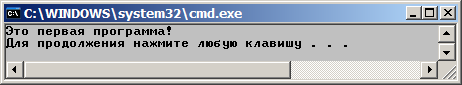 C:\WINDOWS\system32\cmd.exe
Это первая программа!
Для продолжения нажмите любую клавишу . . .